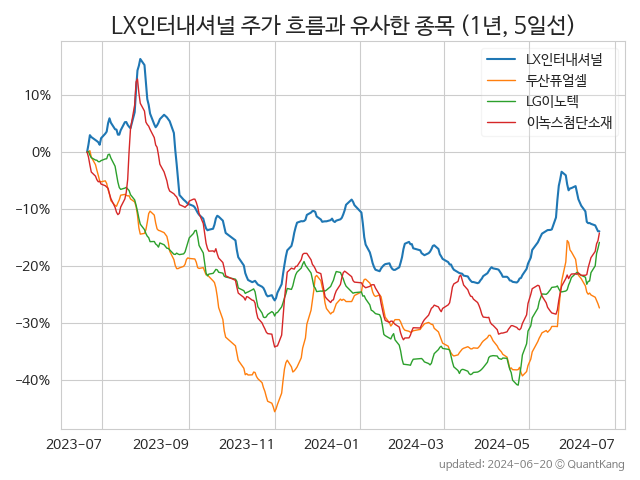 LX인터내셔널 주가 흐름과 유사한 종목 (1년, 5일선)
LX인터내셔널
두산퓨얼셀
LG이노텍
이녹스첨단소재
10%
0%
−10%
−20%
−30%
−40%
2023-07 2023-09 2023-11 2024-01 2024-03 2024-05 2024-07
updated: 2024-06-20 © QuantKang